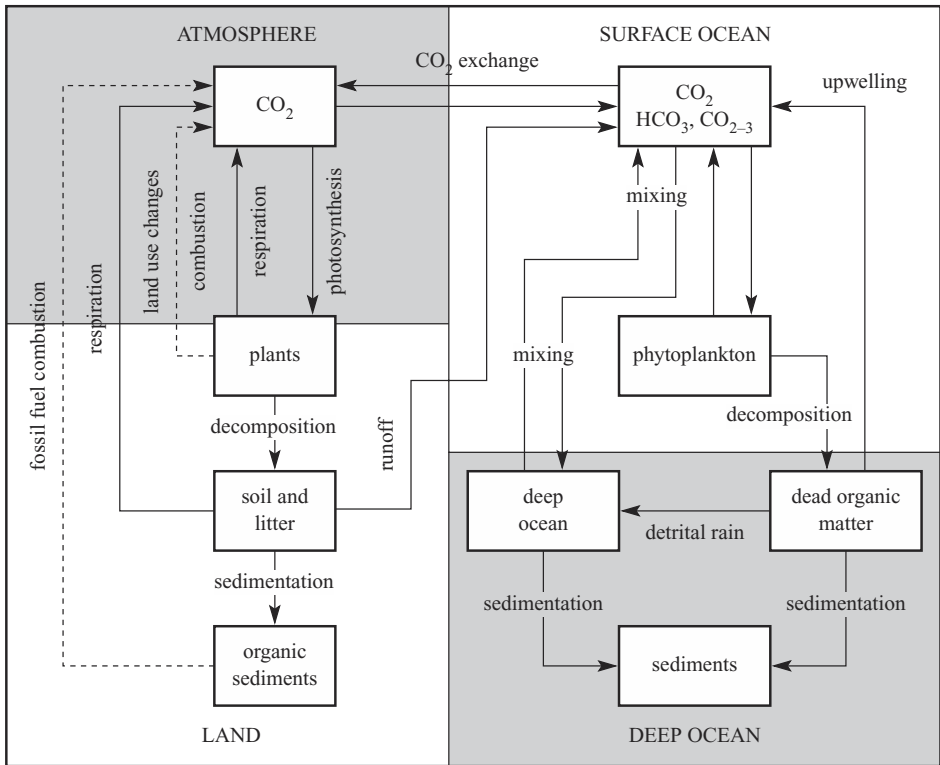 ATMOSPHERE
SURFACE OCEAN
CO₂ exchange
upwelling
CO₂
CO₂
HCO₃, CO₂₋₃
mixing
fossil fuel combustion
respiration
land use changes
combustion
respiration
photosynthesis
plants
mixing
phytoplankton
decomposition
runoff
decomposition
soil and
litter
deep
ocean
detrital rain
dead organic
matter
sedimentation
sedimentation
sedimentation
organic
sediments
sediments
LAND
DEEP OCEAN